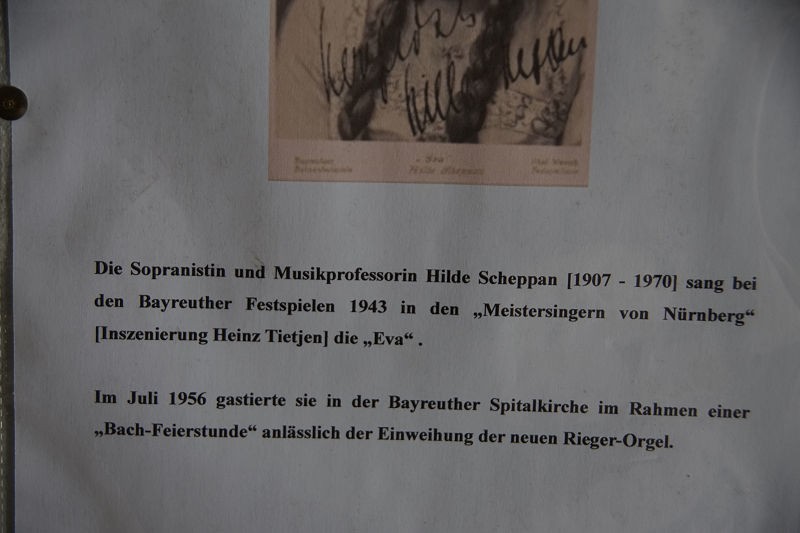 Hilde Scheppan
Die Sopranistin und Musikprofessorin Hilde Scheppan [1907 - 1970] sang bei
den Bayreuther Festspielen 1943 in den „Meistersingern von Nürnberg“
[Inszenierung Heinz Tietjen] die „Eva“ .
Im Juli 1956 gastierte sie in der Bayreuther Spitalkirche im Rahmen einer
„Bach-Feierstunde“ anlässlich der Einweihung der neuen Rieger-Orgel.